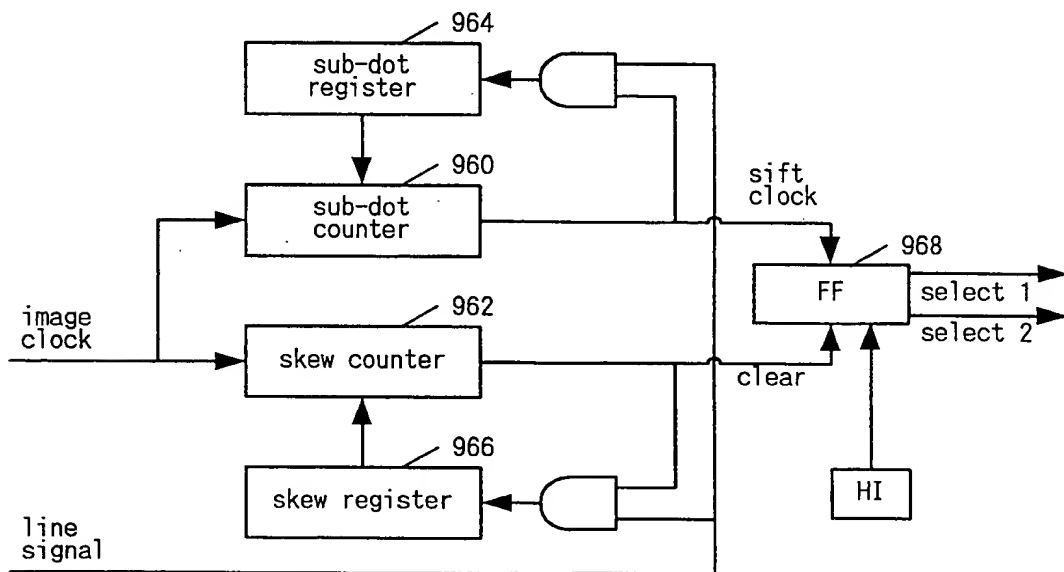 964
sub-dot
register
960
sub-dot
counter
sift
clock
968
FF
select 1
select 2
image
clock
962
skew counter
clear
966
skew register
HI
line
signal